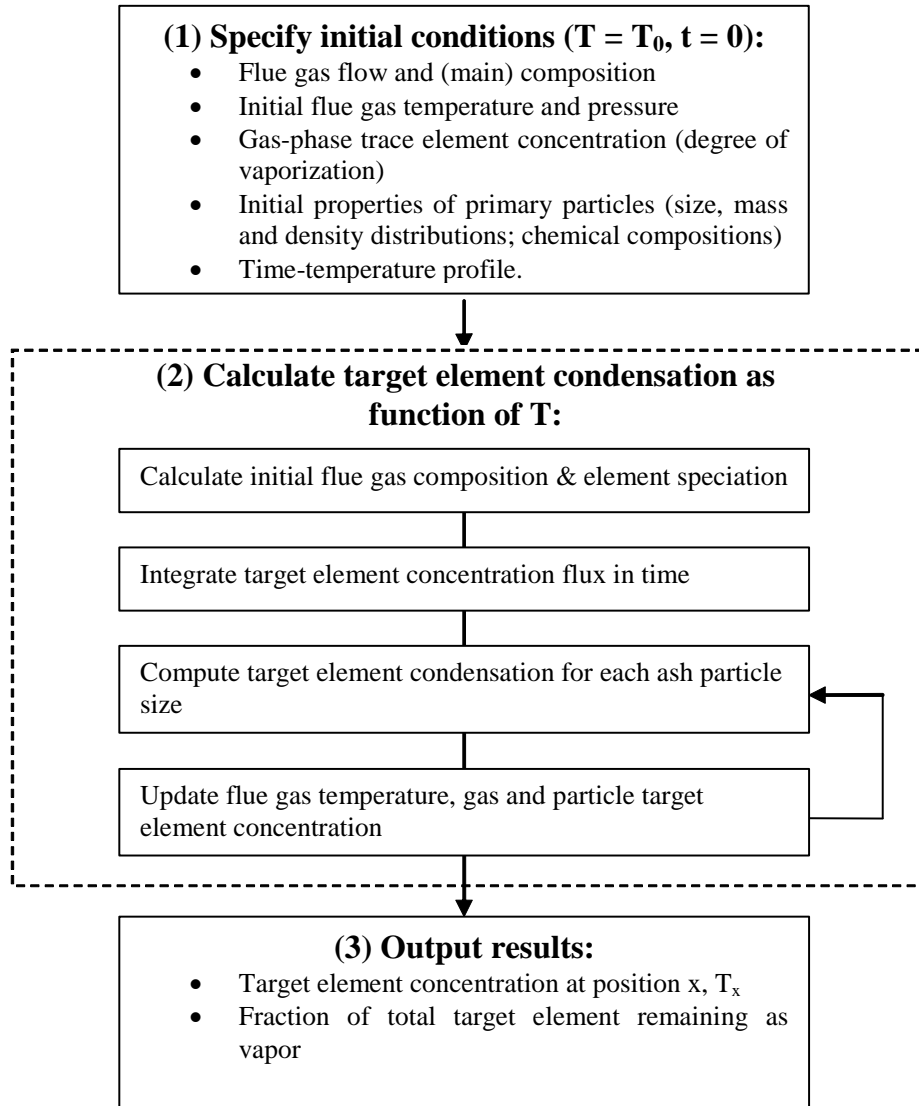 (1) Specify initial conditions (T = T₀, t = 0):
• Flue gas flow and (main) composition
• Initial flue gas temperature and pressure
• Gas-phase trace element concentration (degree of
vaporization)
• Initial properties of primary particles (size, mass
and density distributions; chemical compositions)
• Time-temperature profile.
(2) Calculate target element condensation as
function of T:
Calculate initial flue gas composition & element speciation
Integrate target element concentration flux in time
Compute target element condensation for each ash particle
size
Update flue gas temperature, gas and particle target
element concentration
(3) Output results:
• Target element concentration at position x, Tₓ
• Fraction of total target element remaining as
vapor